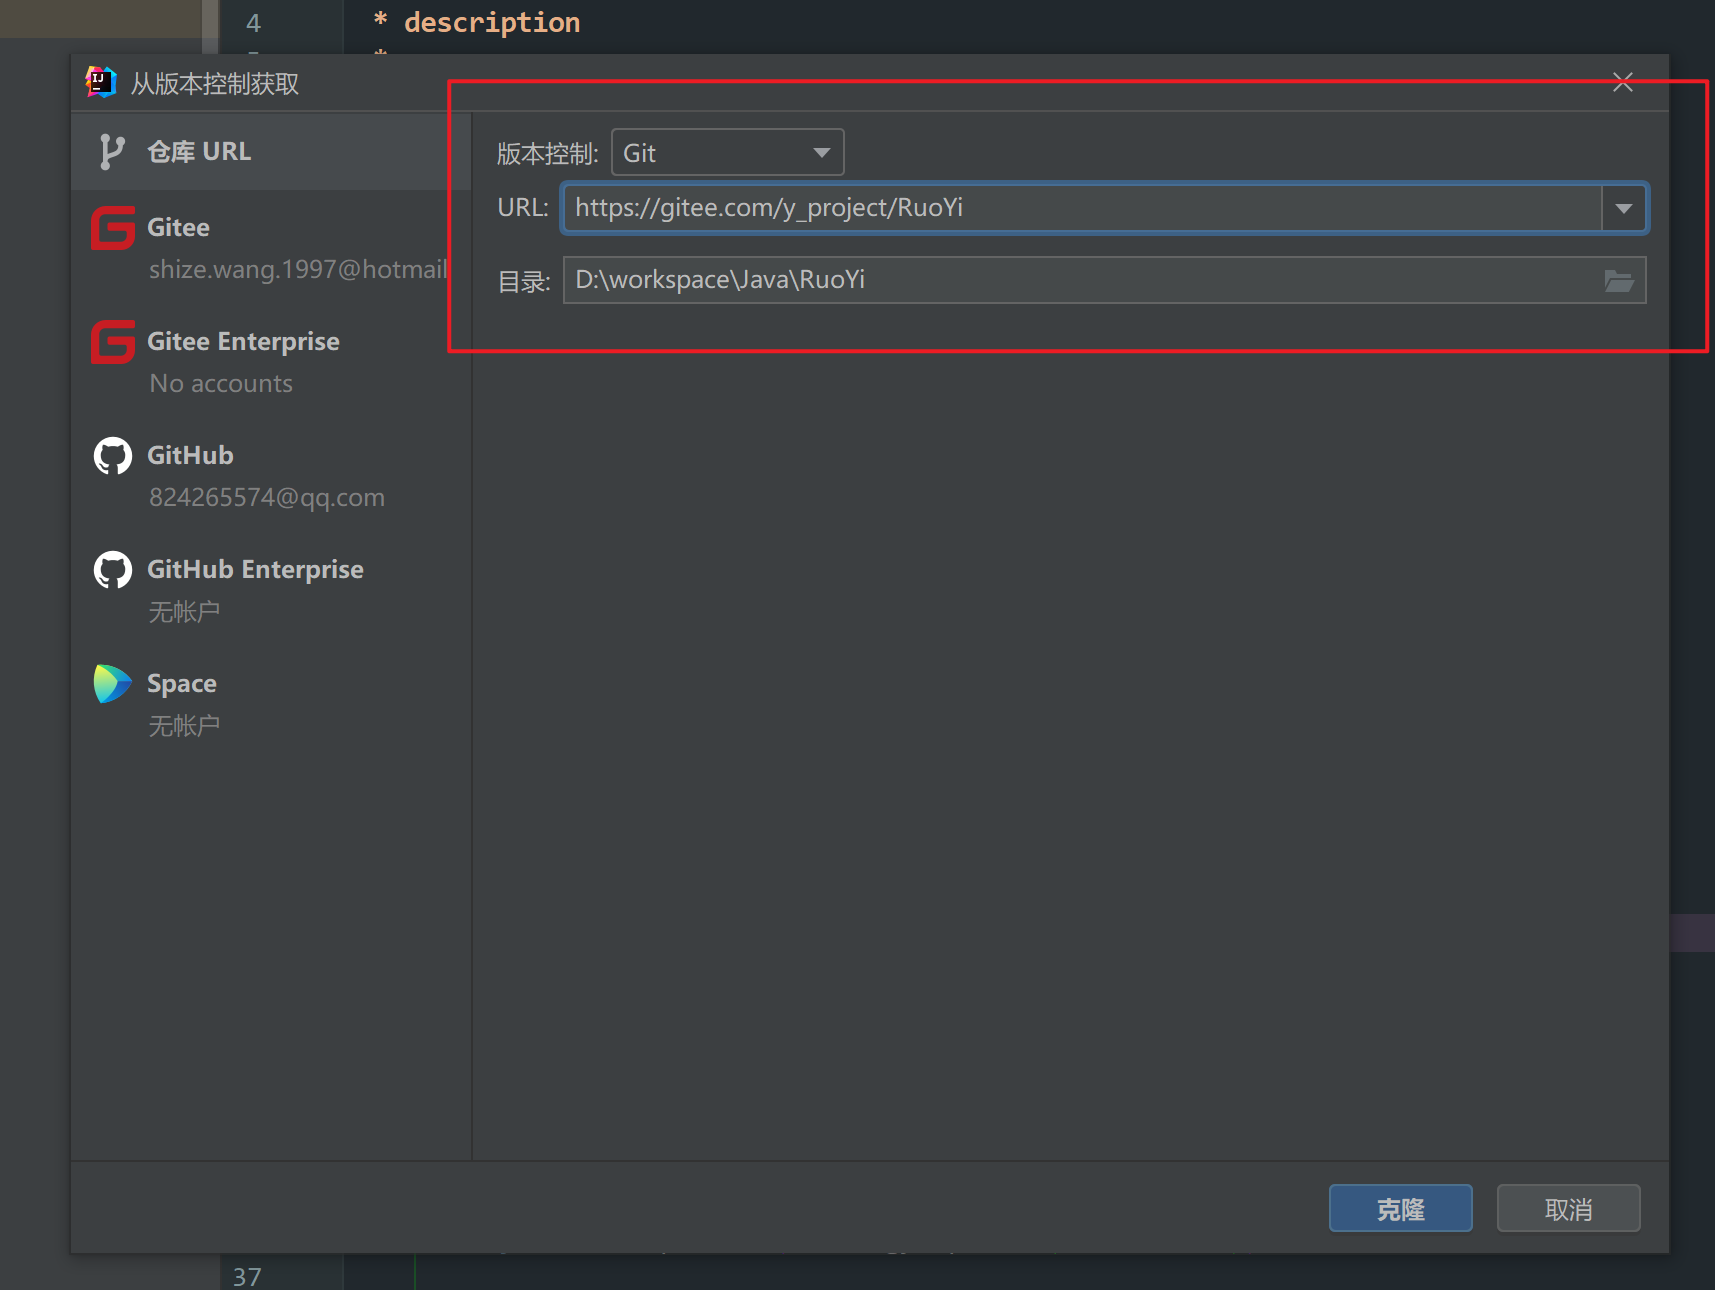 4
* description
*
从版本控制获取
仓库 URL
Gitee
shize.wang.1997@hotmail
Gitee Enterprise
No accounts
GitHub
824265574@qq.com
GitHub Enterprise
无帐户
Space
无帐户
版本控制: Git
URL: https://gitee.com/y_project/RuoYi
目录: D:\workspace\Java\RuoYi
克隆 取消
37